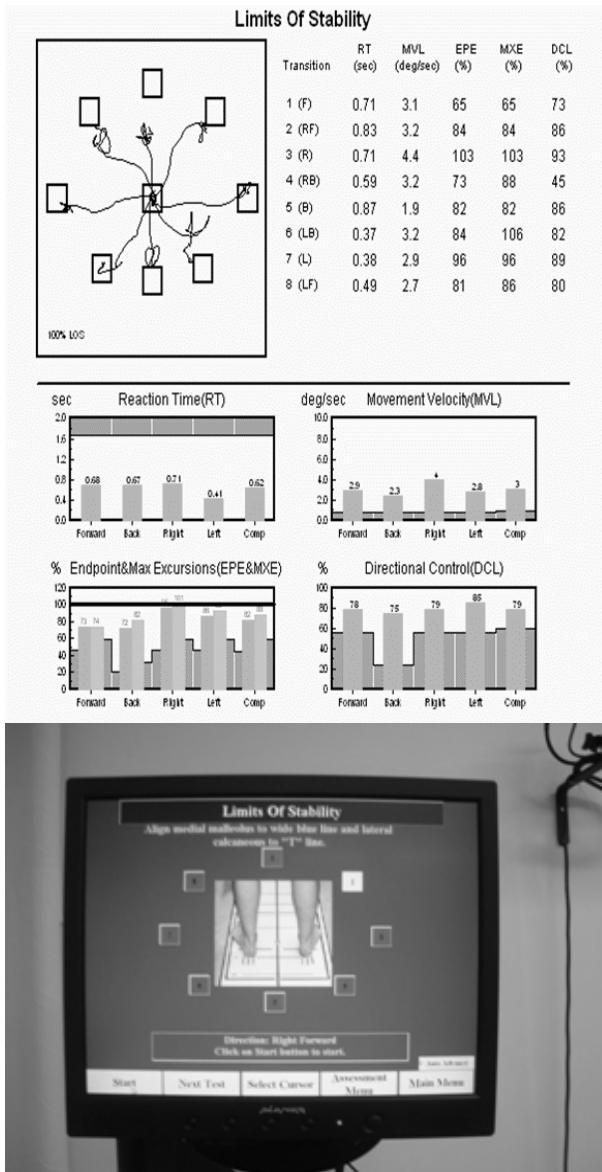 Limits Of Stability
Transition RT (sec) MVL (deg/sec) EPE (%) MXE (%) DCL (%)
1 (F) 0.71 3.1 65 65 73
2 (RF) 0.83 3.2 84 84 86
3 (R) 0.71 4.4 103 103 93
4 (RB) 0.59 3.2 73 88 45
5 (B) 0.87 1.9 82 82 86
6 (LB) 0.37 3.2 84 106 82
7 (L) 0.38 2.9 96 96 89
8 (LF) 0.49 2.7 81 86 80
100% LOS
sec Reaction Time(RT)
2.0
1.6
1.2
0.8
0.4
0.0
0.68 0.67 0.71 0.41 0.62
Forward Back Right Left Comp
deg/sec Movement Velocity(MVL)
10.0
8.0
6.0
4.0
2.0
0.0
2.9 2.3 4 2.8 3
Forward Back Right Left Comp
% Endpoint&Max Excursions(EPE&MXE)
120
100
80
60
40
20
0
73 74 72 82 101 86 82 88
Forward Back Right Left Comp
% Directional Control(DCL)
100
80
60
40
20
0
78 75 79 85 79
Forward Back Right Left Comp
Limits Of Stability
Align medial malleolus to wide blue line and lateral
calcaneous to "T" line.
Direction: Right Forward
Click on Start button to start.
Auto Advance
Start Next Test Select Cursor Assessment Menu Main Menu